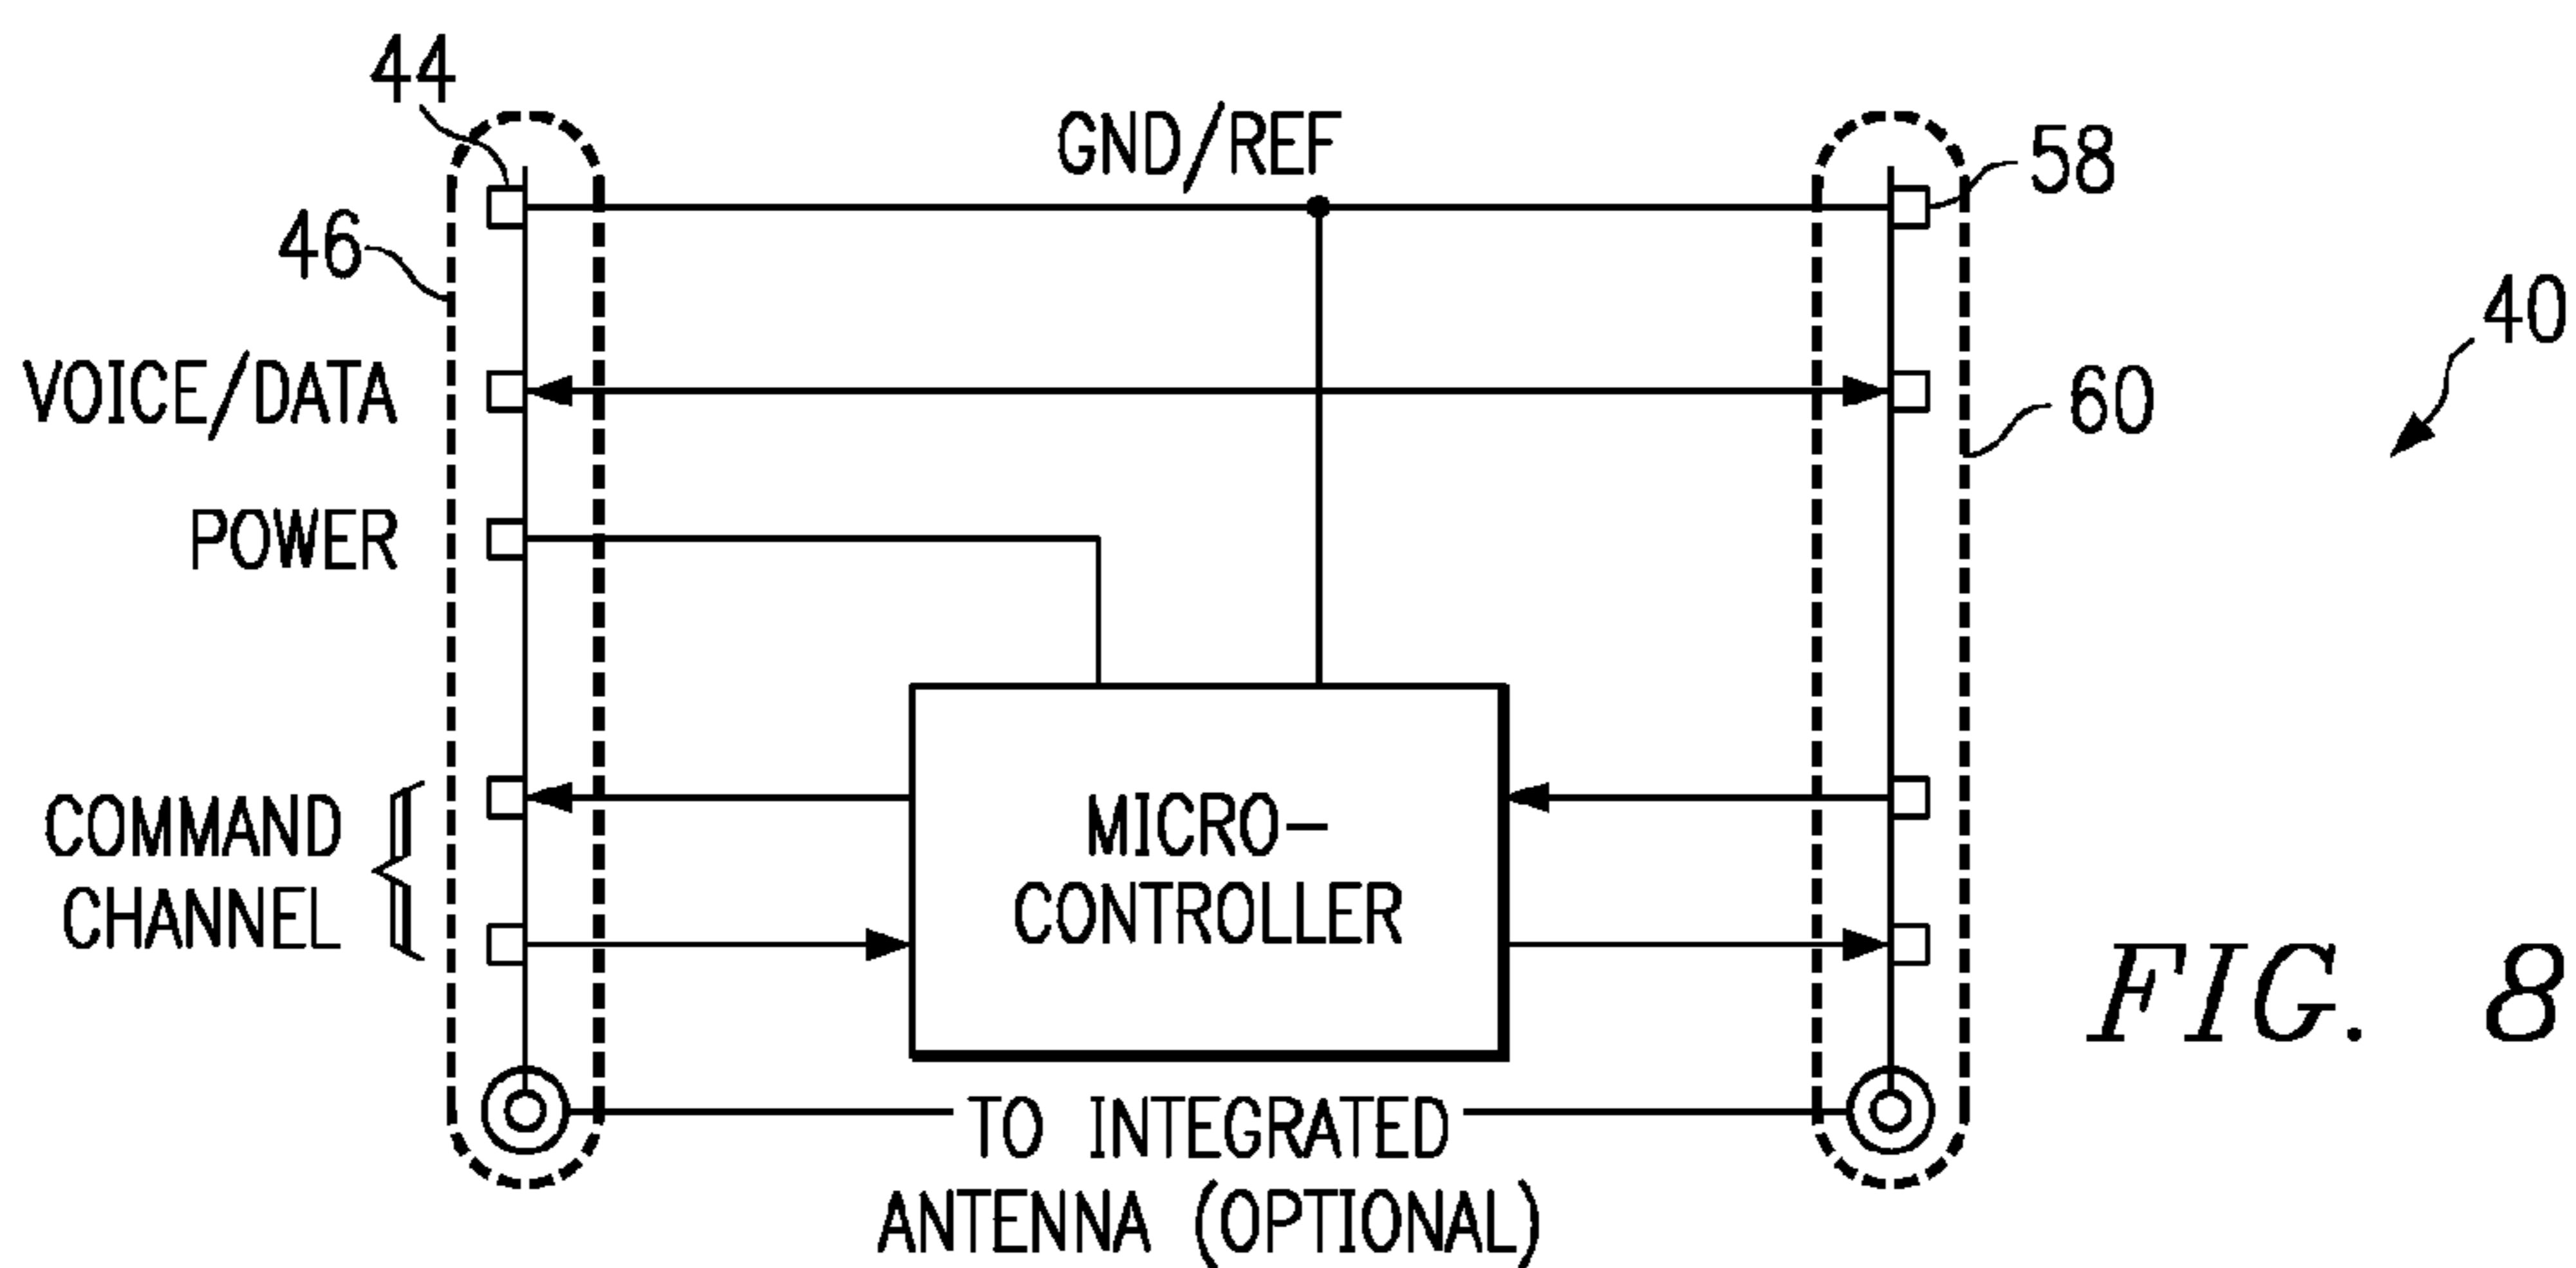 44
GND/REF
58
46
40
VOICE/DATA
60
POWER
COMMAND
CHANNEL
MICRO-
CONTROLLER
FIG. 8
TO INTEGRATED
ANTENNA (OPTIONAL)